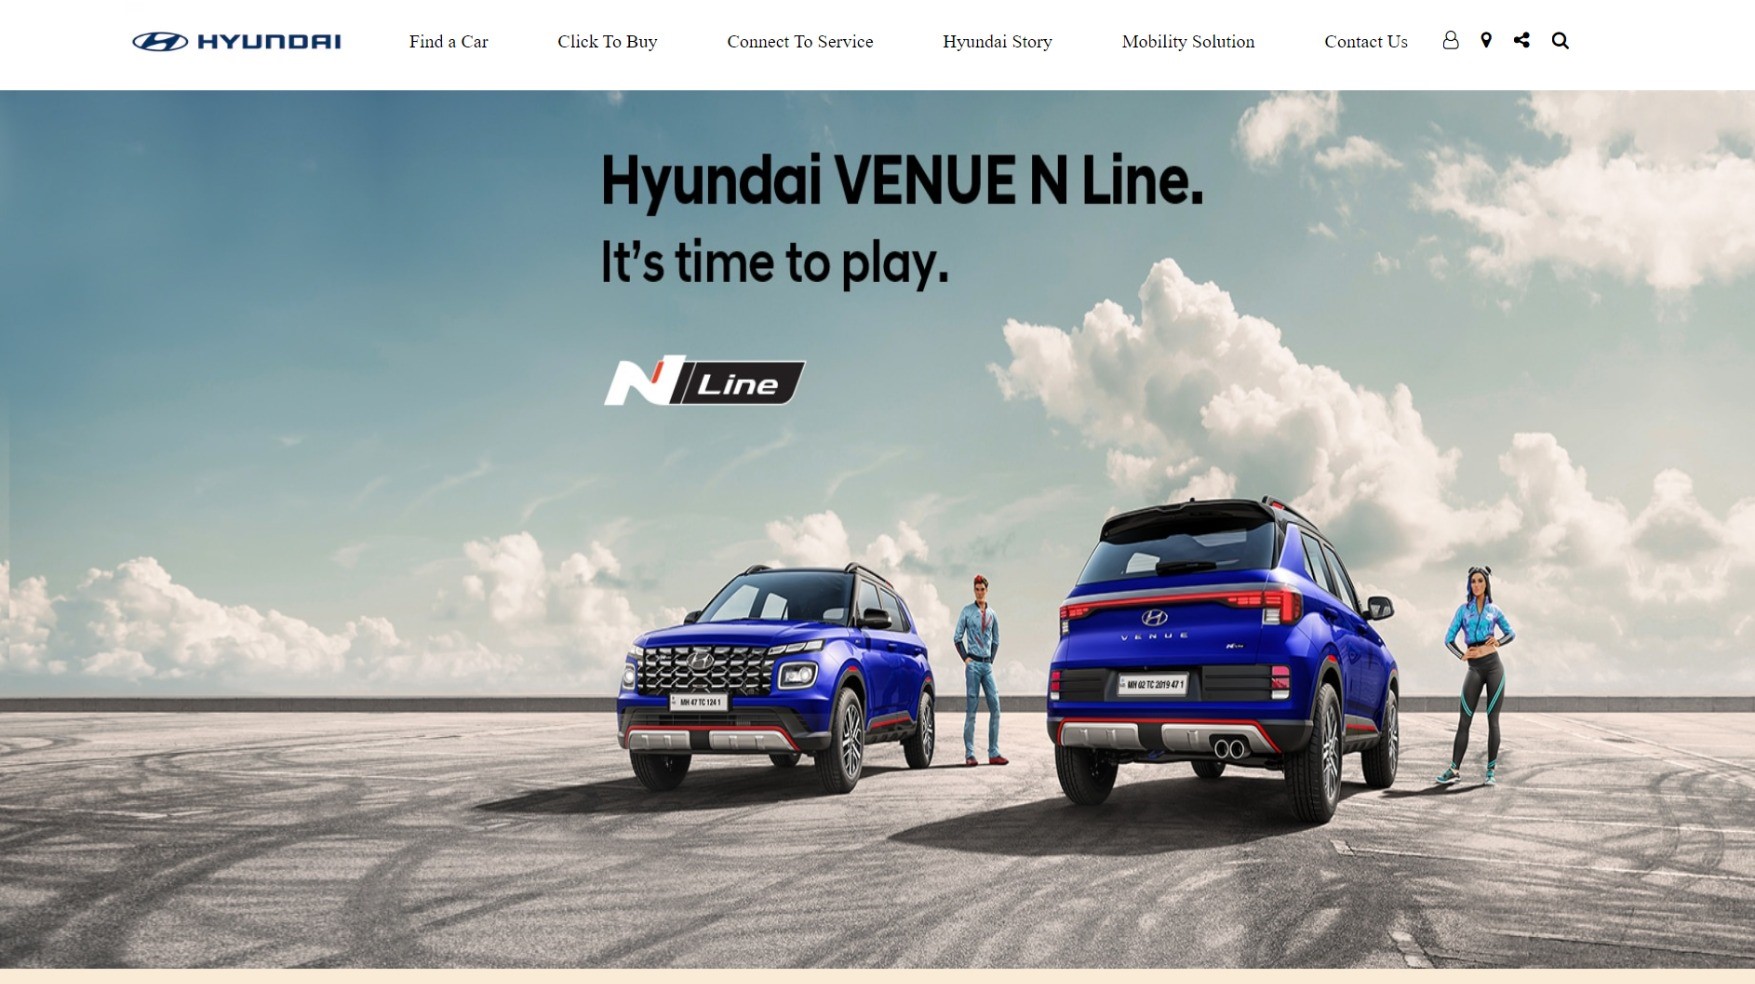 HYUNDAI
Find a Car
Click To Buy
Connect To Service
Hyundai Story
Mobility Solution
Contact Us
Hyundai VENUE N Line.
It's time to play.
N Line
VENUE
MH 47 TC 124 1
MH 02 TC 2019 47 1